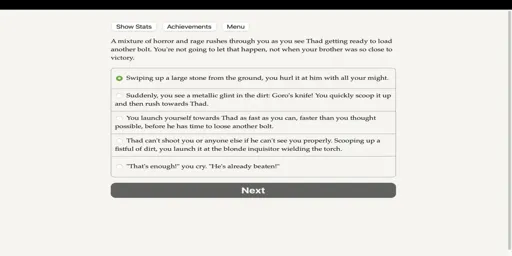 Show Stats
Achievements
Menu
A mixture of horror and rage rushes through you as you see Thad getting ready to load
another bolt. You're not going to let that happen, not when your brother was so close to
victory.
Swiping up a large stone from the ground, you hurl it at him with all your might.
Suddenly, you see a metallic glint in the dirt: Goro's knife! You quickly scoop it up
and then rush towards Thad.
You launch yourself towards Thad as fast as you can, faster than you thought
possible, before he has time to loose another bolt.
Thad can't shoot you or anyone else if he can't see you properly. Scooping up a
fistful of dirt, you launch it at the blonde inquisitor wielding the torch.
"That's enough!" you cry. "He's already beaten!"
Next